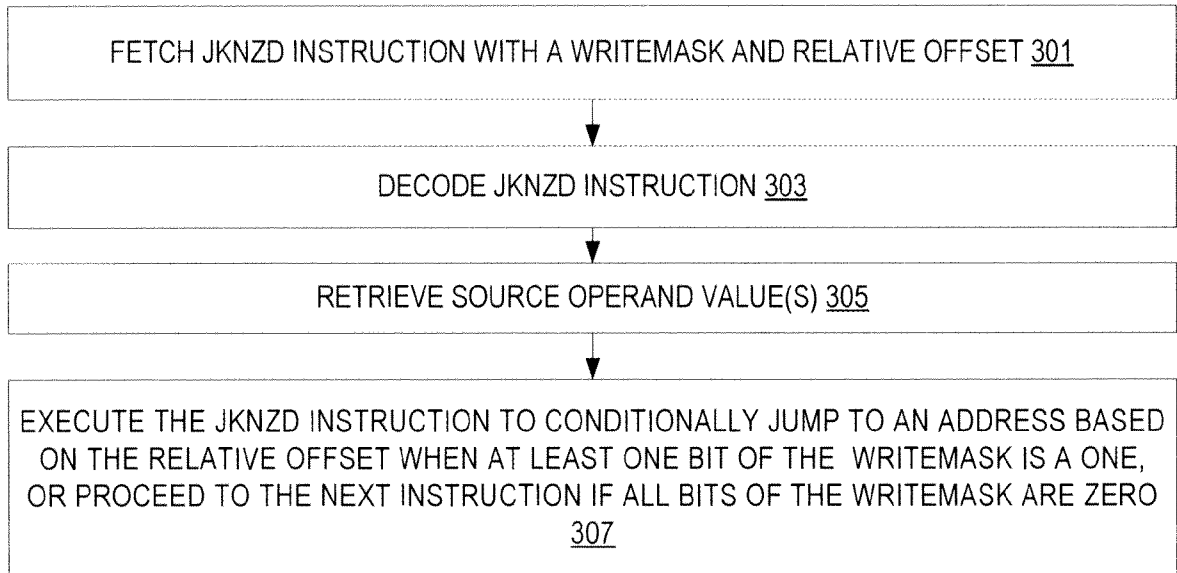 FETCH JKNZD INSTRUCTION WITH A WRITEMASK AND RELATIVE OFFSET 301
DECODE JKNZD INSTRUCTION 303
RETRIEVE SOURCE OPERAND VALUE(S) 305
EXECUTE THE JKNZD INSTRUCTION TO CONDITIONALLY JUMP TO AN ADDRESS BASED
ON THE RELATIVE OFFSET WHEN AT LEAST ONE BIT OF THE WRITEMASK IS A ONE,
OR PROCEED TO THE NEXT INSTRUCTION IF ALL BITS OF THE WRITEMASK ARE ZERO
307